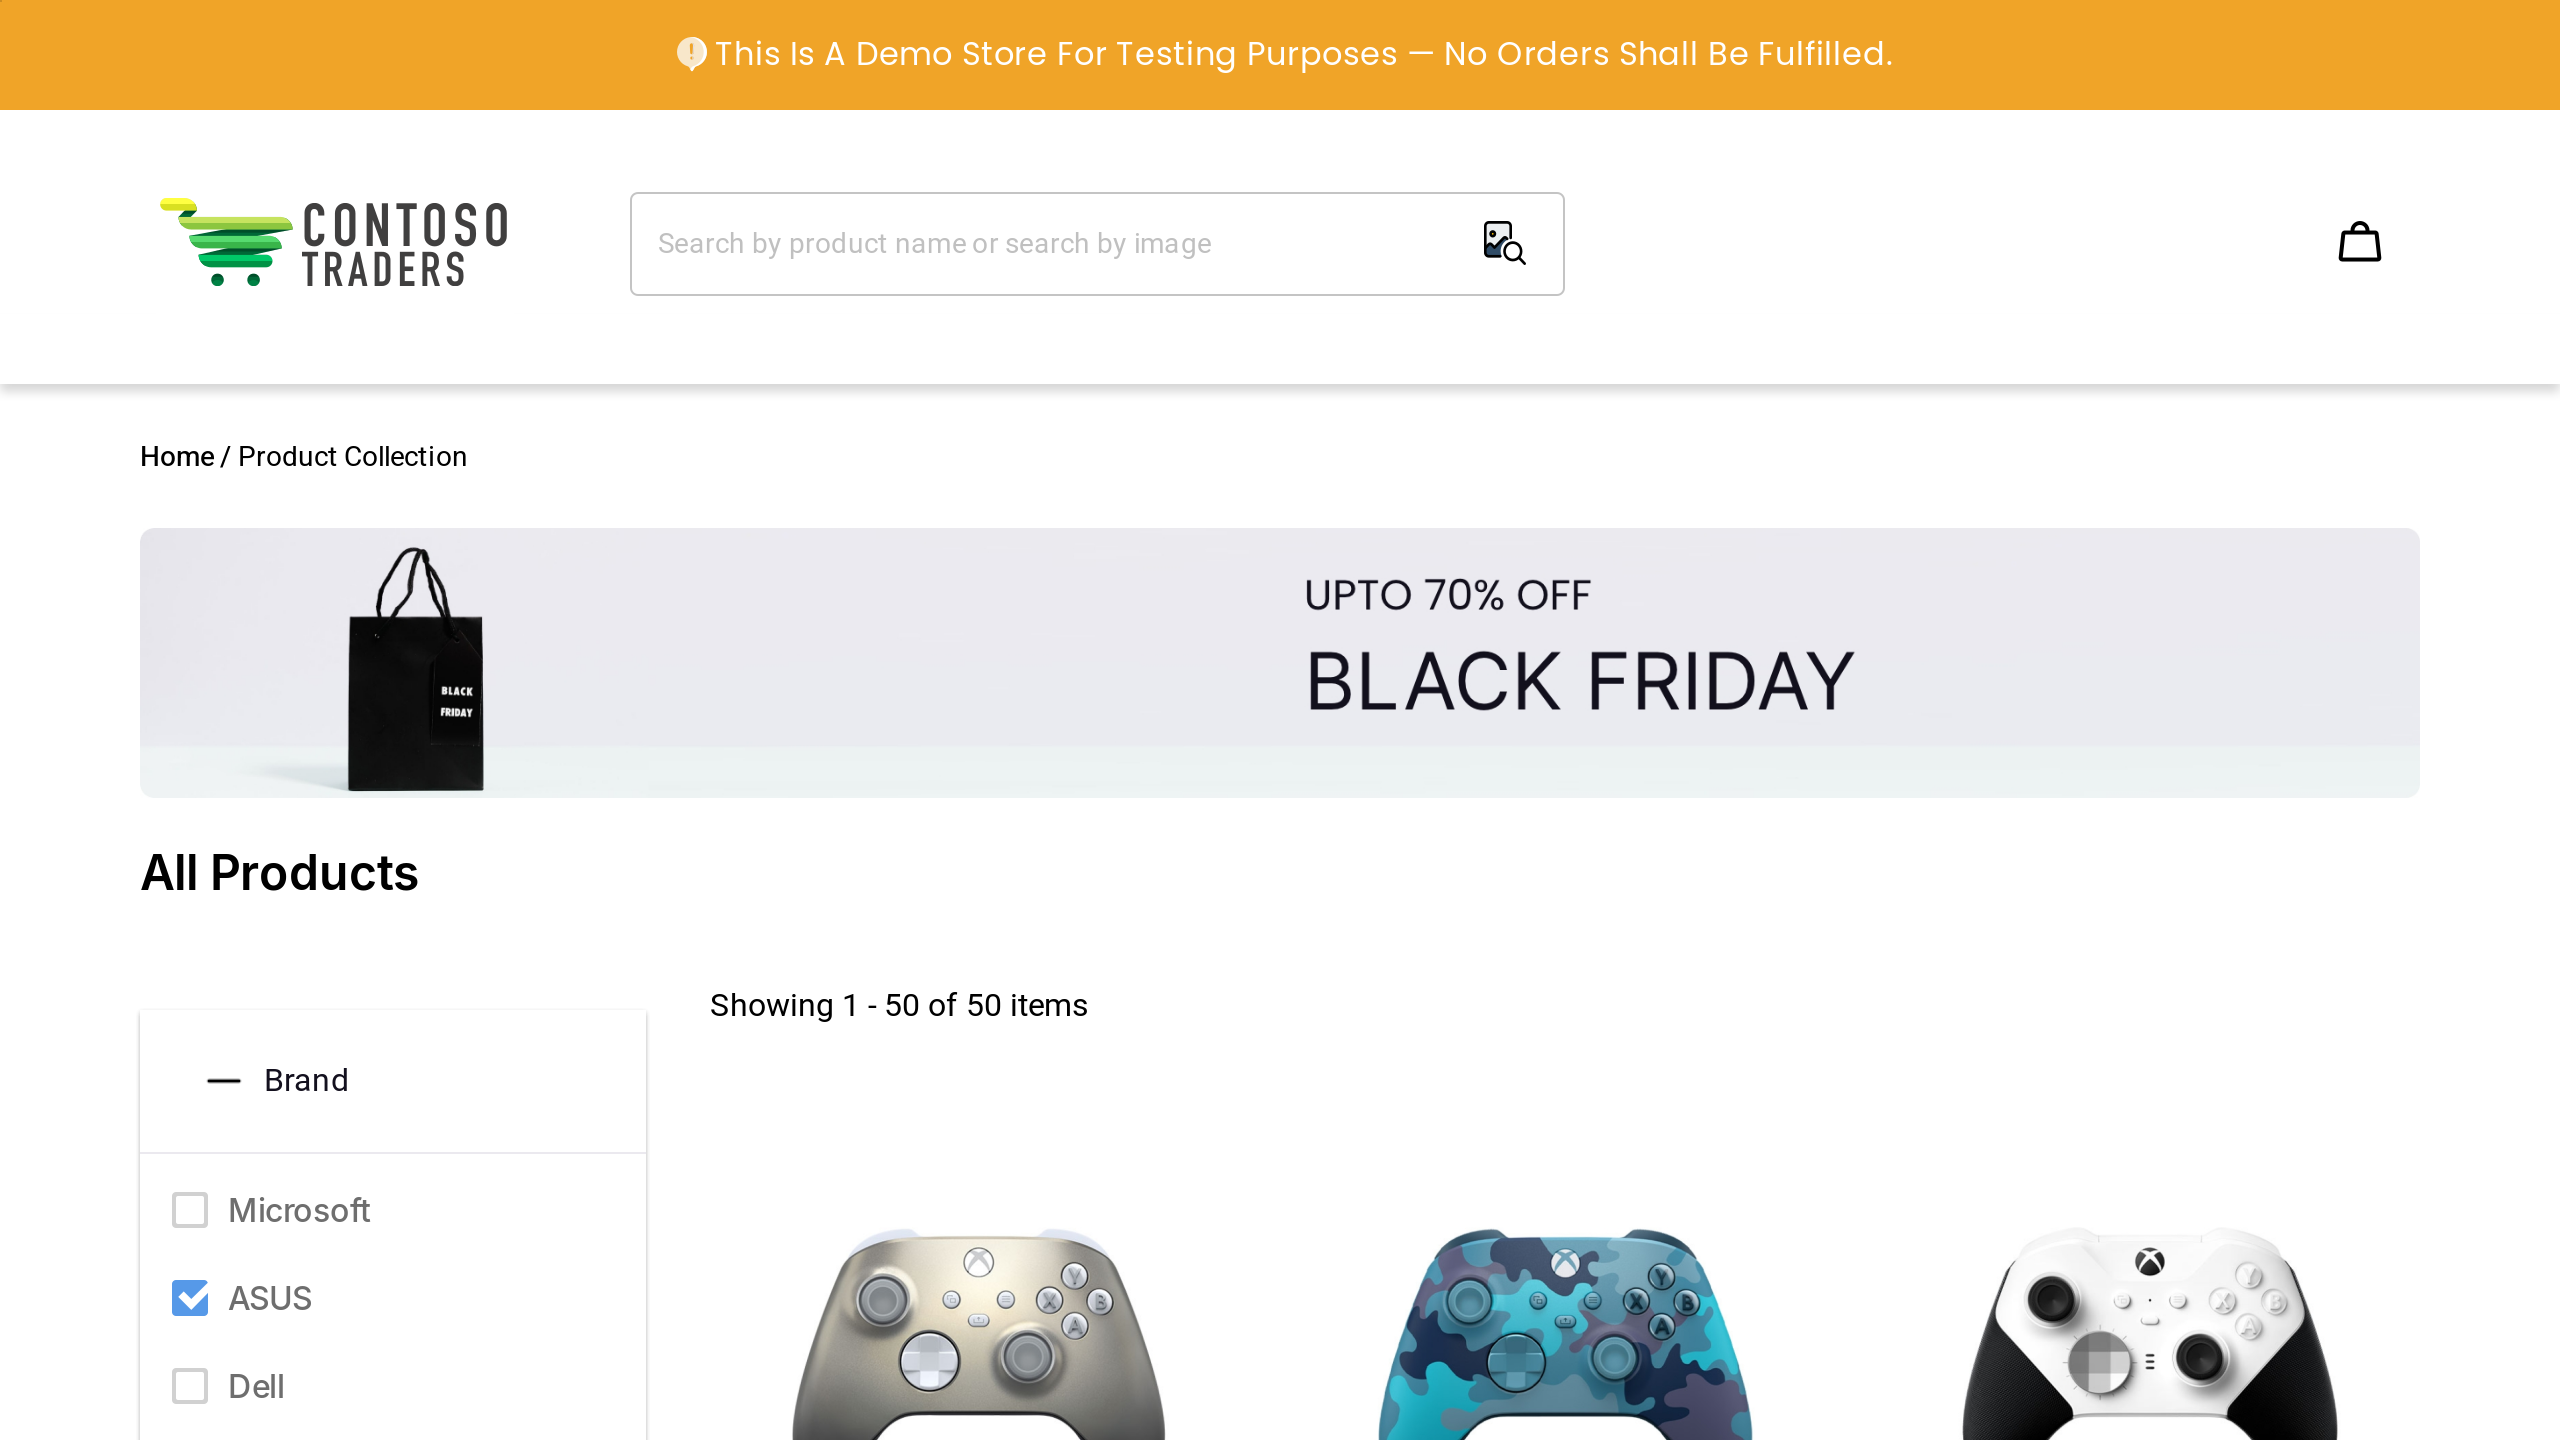 This Is A Demo Store For Testing Purposes — No Orders Shall Be Fulfilled.
CONTOSO
TRADERS
Search by product name or search by image
Home / Product Collection
UPTO 70% OFF
BLACK FRIDAY
BLACK
FRIDAY
All Products
Showing 1 - 50 of 50 items
Brand
Microsoft
ASUS
Dell
Y
X
B
A
Y
X
B
A
Y
X
B
A